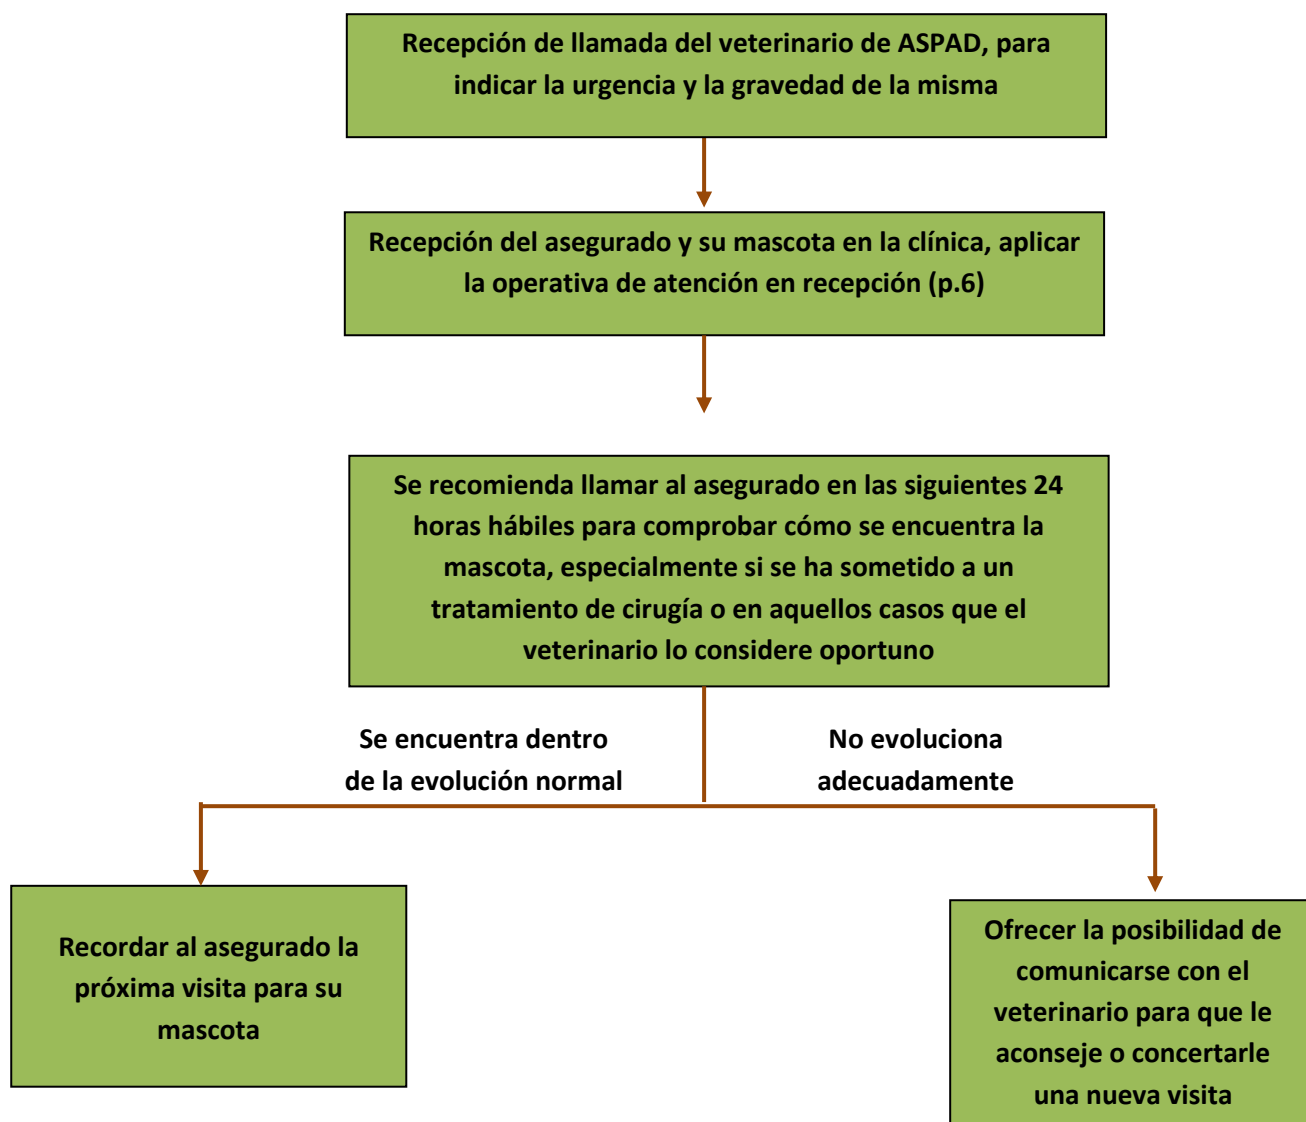 Recepción de llamada del veterinario de ASPAD, para
indicar la urgencia y la gravedad de la misma
Recepción del asegurado y su mascota en la clínica, aplicar
la operativa de atención en recepción (p.6)
Se recomienda llamar al asegurado en las siguientes 24
horas hábiles para comprobar cómo se encuentra la
mascota, especialmente si se ha sometido a un
tratamiento de cirugía o en aquellos casos que el
veterinario lo considere oportuno
Se encuentra dentro
de la evolución normal
No evoluciona
adecuadamente
Recordar al asegurado la
próxima visita para su
mascota
Ofrecer la posibilidad de
comunicarse con el
veterinario para que le
aconseje o concertarle
una nueva visita